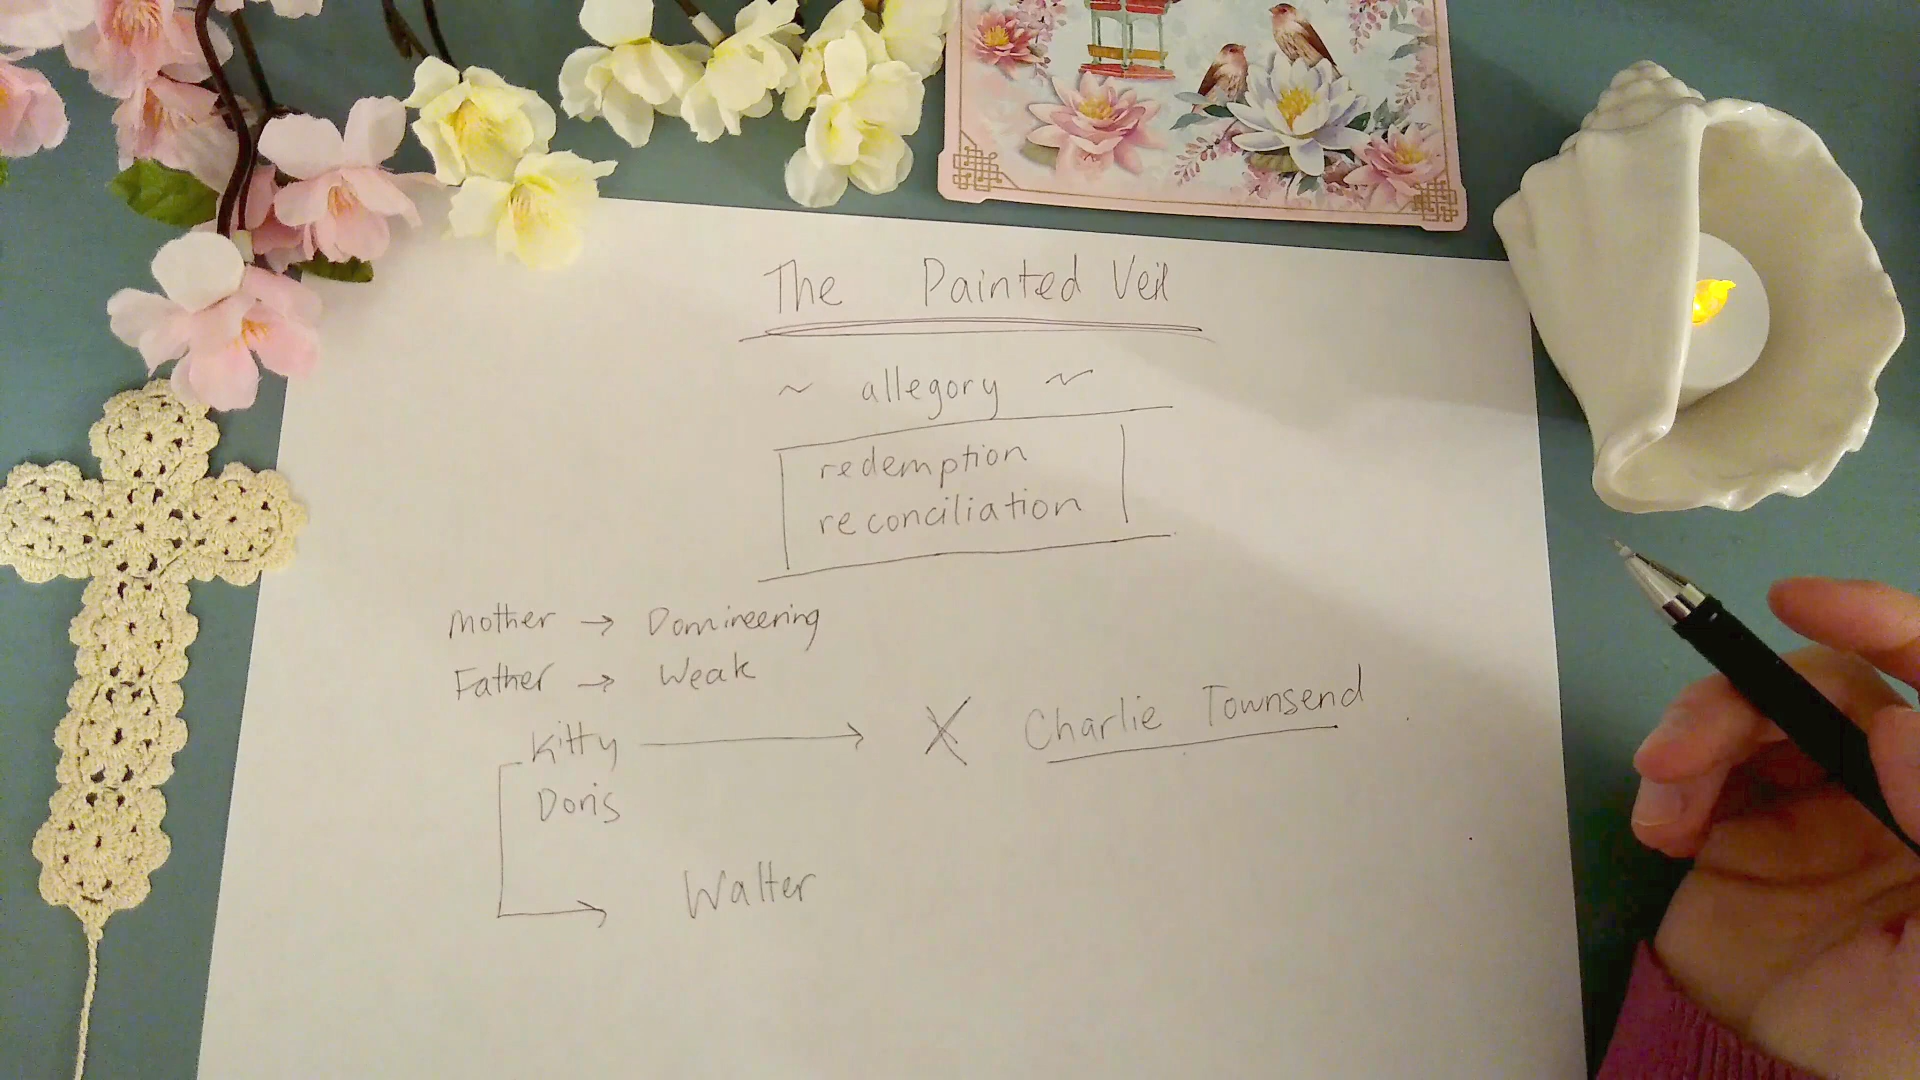 The Painted Veil
~ allegory ~
redemption
reconciliation
Mother → Domineering
Father → Weak
Kitty → X Charlie Townsend
Doris
Walter